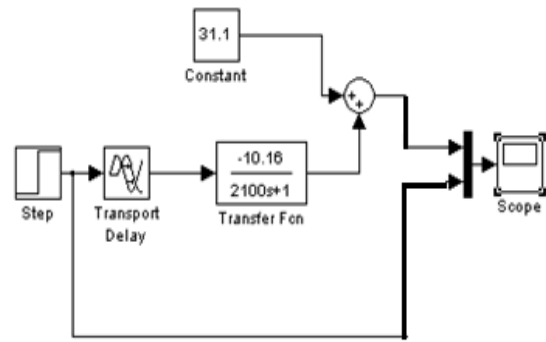 31.1
Constant
+
+
-10.16
2100s+1
Step
Transport
Delay
Transfer Fcn
Scope